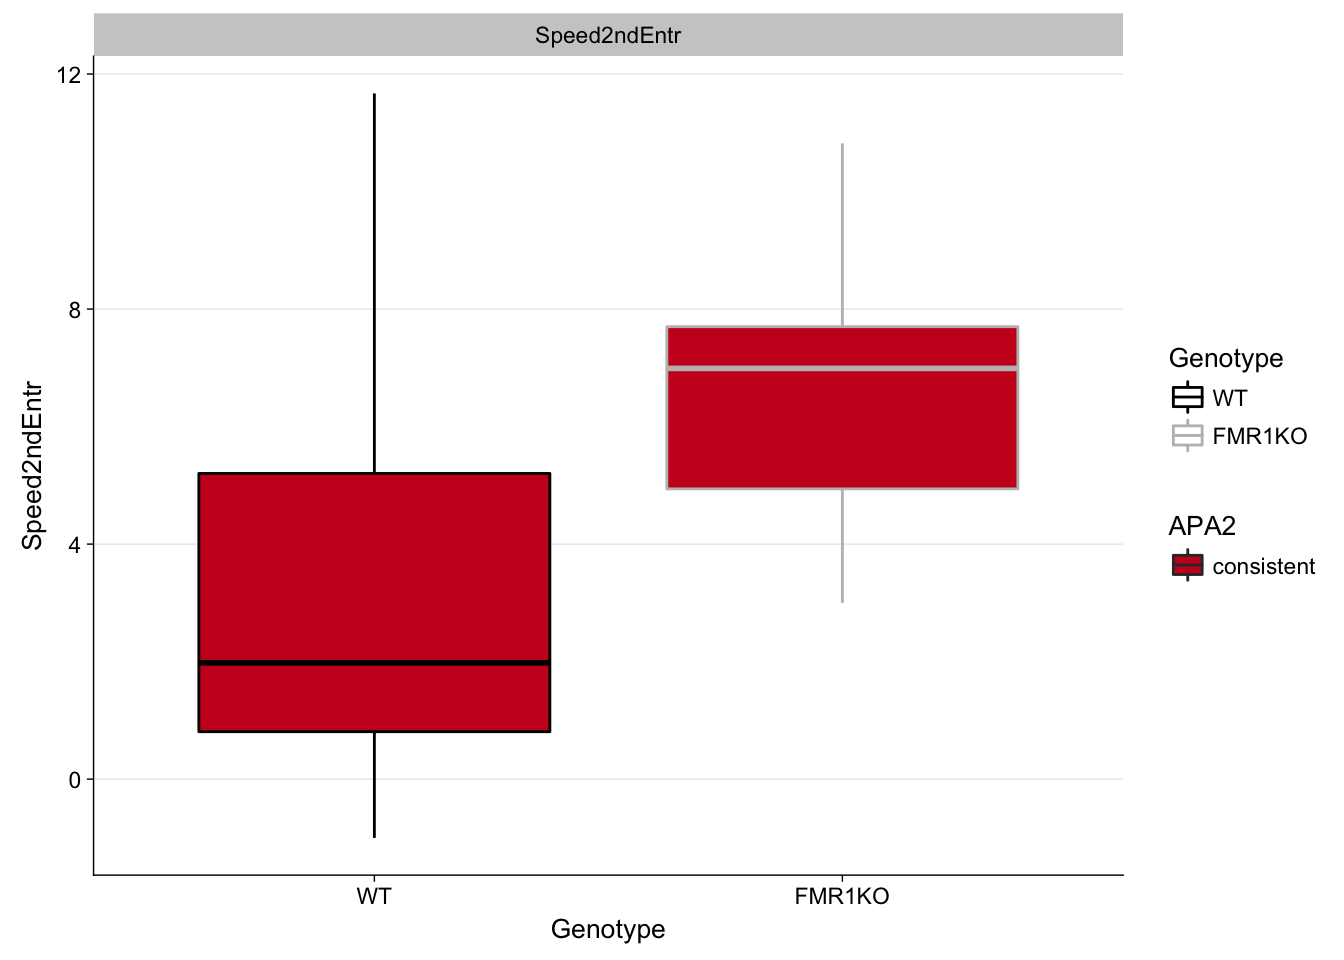 Speed2ndEntr
12
8
4
0
Speed2ndEntr
WT
FMR1KO
Genotype
Genotype
WT
FMR1KO
APA2
consistent